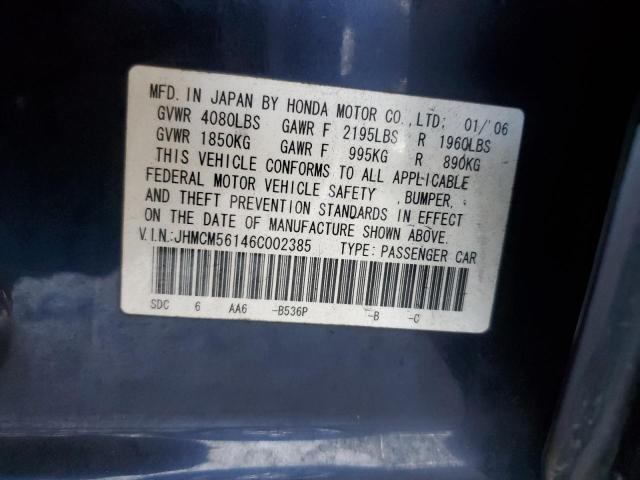 MFD. IN JAPAN BY HONDA MOTOR CO., LTD; 01/ '06
GVWR 4080LBS GAWR F 2195LBS R 1960LBS
GVWR 1850KG GAWR F 995KG R 890KG
THIS VEHICLE CONFORMS TO ALL APPLICABLE
FEDERAL MOTOR VEHICLE SAFETY , BUMPER,
AND THEFT PREVENTION STANDARDS IN EFFECT
ON THE DATE OF MANUFACTURE SHOWN ABOVE.
V.I.N.:JHMCM56146C002385 TYPE: PASSENGER CAR
SDC 6 AA6 -B536P -B -C